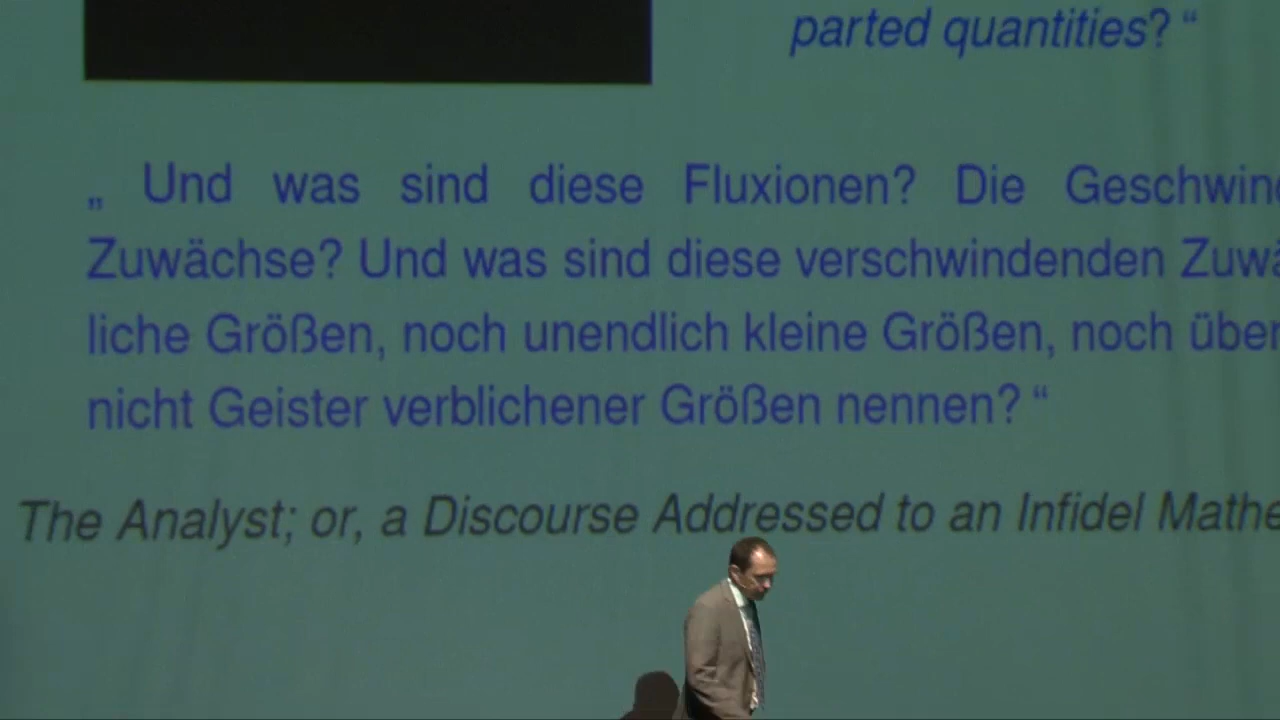 parted quantities? “
„ Und was sind diese Fluxionen? Die
Zuwächse? Und was sind diese verschwindenden
liche Größen, noch unendlich kleine Größen, noch
nicht Geister verblichener Größen nennen? “
The Analyst; or, a Discourse Addressed to an Infidel